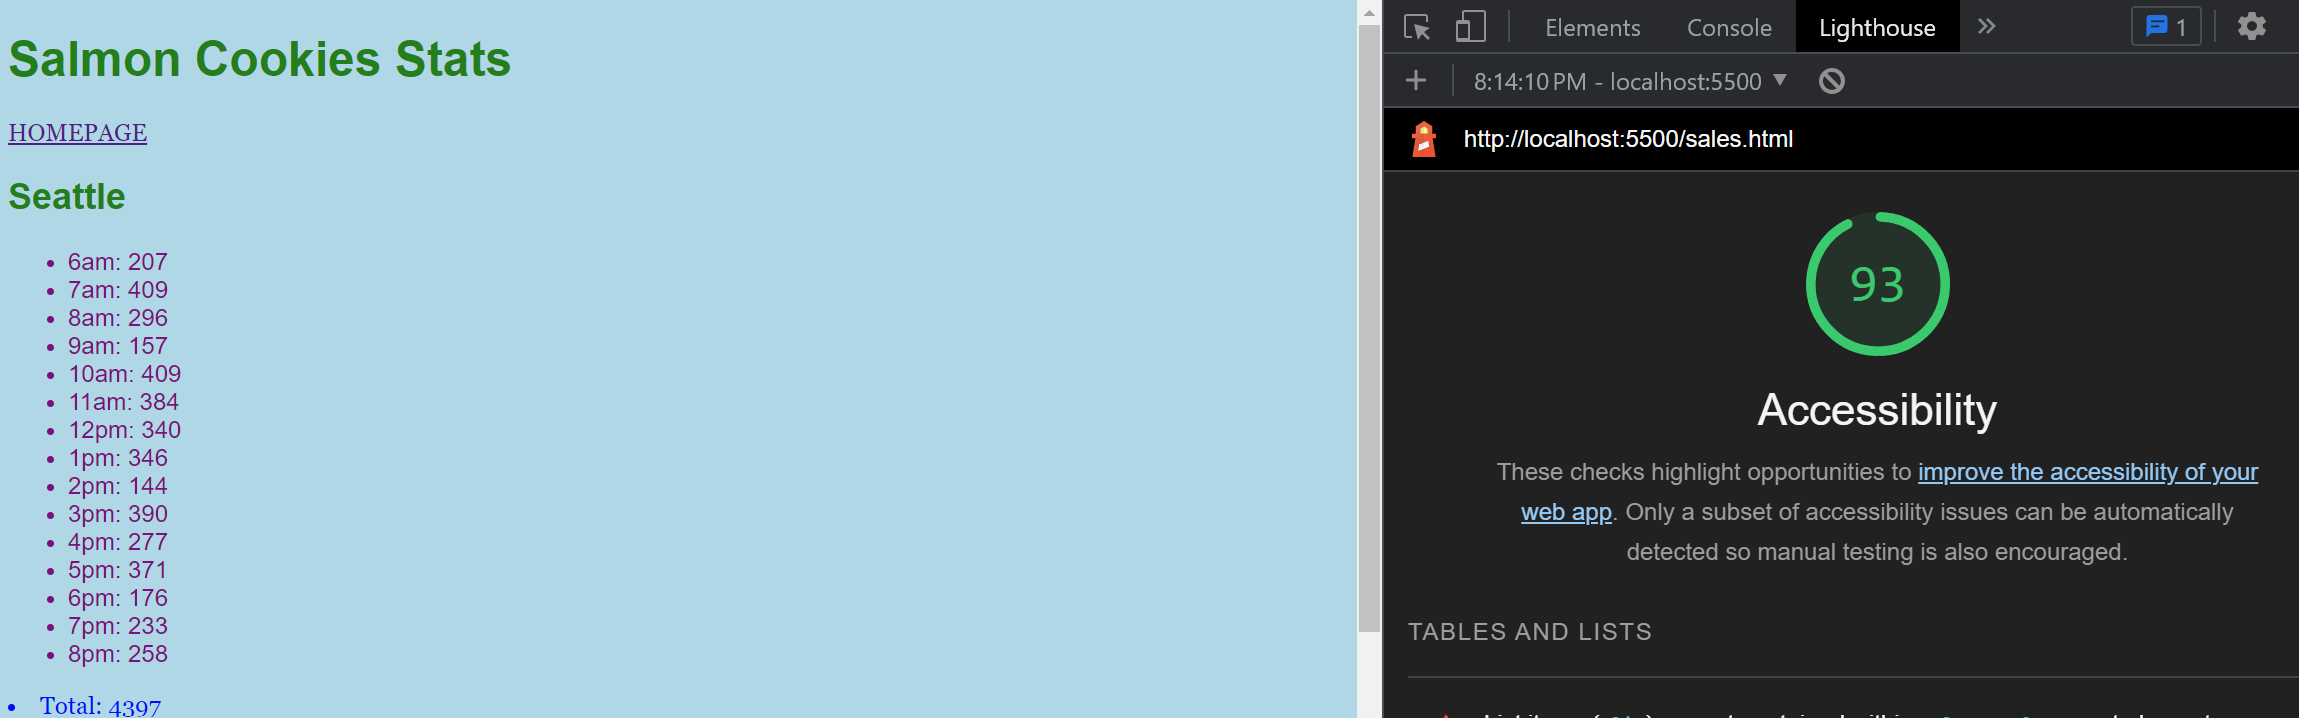 Salmon Cookies Stats
HOMEPAGE
Seattle
• 6am: 207
• 7am: 409
• 8am: 296
• 9am: 157
• 10am: 409
• 11am: 384
• 12pm: 340
• 1pm: 346
• 2pm: 144
• 3pm: 390
• 4pm: 277
• 5pm: 371
• 6pm: 176
• 7pm: 233
• 8pm: 258
• Total: 4397
Elements Console Lighthouse » 1
+ 8:14:10 PM - localhost:5500 ▼
http://localhost:5500/sales.html
93
Accessibility
These checks highlight opportunities to improve the accessibility of your
web app. Only a subset of accessibility issues can be automatically
detected so manual testing is also encouraged.
TABLES AND LISTS